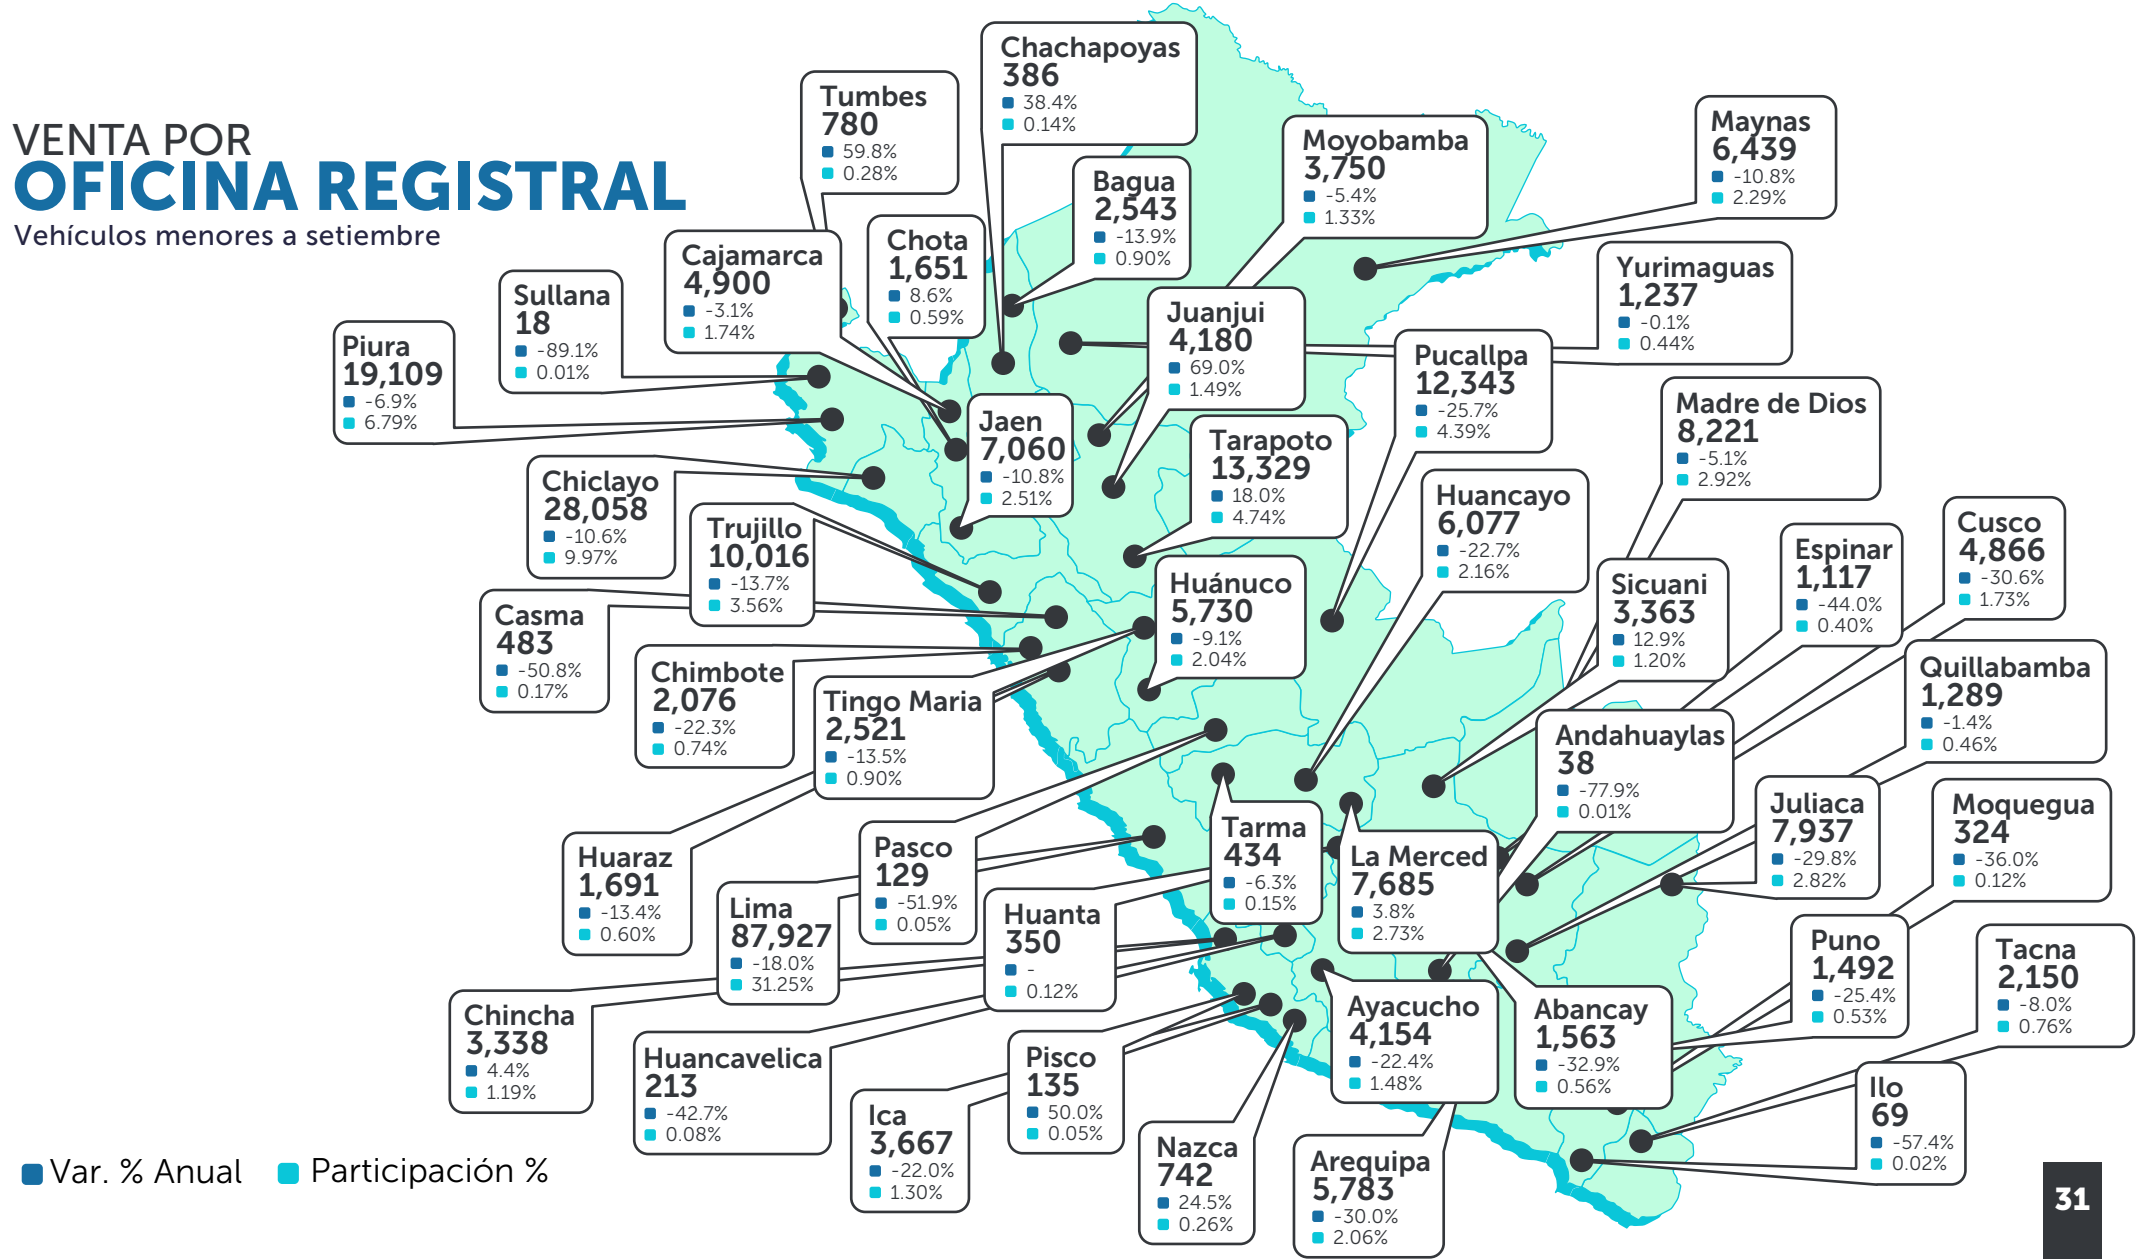 VENTA POR
OFICINA REGISTRAL
Vehículos menores a setiembre
Chachapoyas
386
38.4%
0.14%
Tumbes
780
59.8%
0.28%
Maynas
6,439
-10.8%
2.29%
Moyobamba
3,750
-5.4%
1.33%
Bagua
2,543
-13.9%
0.90%
Chota
1,651
8.6%
0.59%
Cajamarca
4,900
-3.1%
1.74%
Yurimaguas
1,237
-0.1%
0.44%
Sullana
18
-89.1%
0.01%
Juanjui
4,180
69.0%
1.49%
Piura
19,109
-6.9%
6.79%
Pucallpa
12,343
-25.7%
4.39%
Madre de Dios
8,221
-5.1%
2.92%
Jaen
7,060
-10.8%
2.51%
Tarapoto
13,329
18.0%
4.74%
Chiclayo
28,058
-10.6%
9.97%
Huancayo
6,077
-22.7%
2.16%
Trujillo
10,016
-13.7%
3.56%
Cusco
4,866
-30.6%
1.73%
Espinar
1,117
-44.0%
0.40%
Huánuco
5,730
-9.1%
2.04%
Sicuani
3,363
12.9%
1.20%
Casma
483
-50.8%
0.17%
Chimbote
2,076
-22.3%
0.74%
Quillabamba
1,289
-1.4%
0.46%
Tingo Maria
2,521
-13.5%
0.90%
Andahuaylas
38
-77.9%
0.01%
Juliaca
7,937
-29.8%
2.82%
Moquegua
324
-36.0%
0.12%
Tarma
434
-6.3%
0.15%
Huaraz
1,691
-13.4%
0.60%
Pasco
129
-51.9%
0.05%
La Merced
7,685
3.8%
2.73%
Lima
87,927
-18.0%
31.25%
Huanta
350
-
0.12%
Puno
1,492
-25.4%
0.53%
Tacna
2,150
-8.0%
0.76%
Chincha
3,338
4.4%
1.19%
Ayacucho
4,154
-22.4%
1.48%
Abancay
1,563
-32.9%
0.56%
Huancavelica
213
-42.7%
0.08%
Pisco
135
50.0%
0.05%
Ilo
69
-57.4%
0.02%
Ica
3,667
-22.0%
1.30%
Nazca
742
24.5%
0.26%
Arequipa
5,783
-30.0%
2.06%
Var. % Anual
Participación %
31